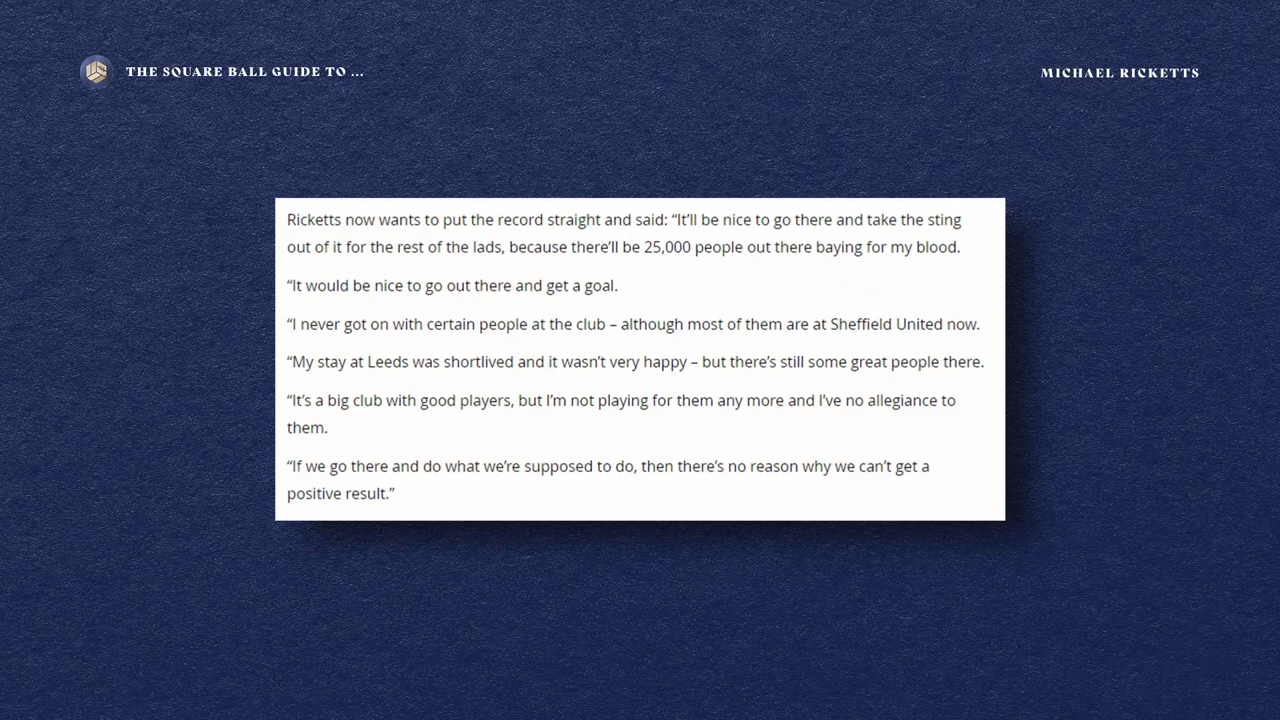 THE SQUARE BALL GUIDE TO ...
MICHAEL RICKETTS
Ricketts now wants to put the record straight and said: “It’ll be nice to go there and take the sting
out of it for the rest of the lads, because there’ll be 25,000 people out there baying for my blood.
“It would be nice to go out there and get a goal.
“I never got on with certain people at the club – although most of them are at Sheffield United now.
“My stay at Leeds was shortlived and it wasn’t very happy – but there’s still some great people there.
“It’s a big club with good players, but I’m not playing for them any more and I’ve no allegiance to
them.
“If we go there and do what we’re supposed to do, then there’s no reason why we can’t get a
positive result.”